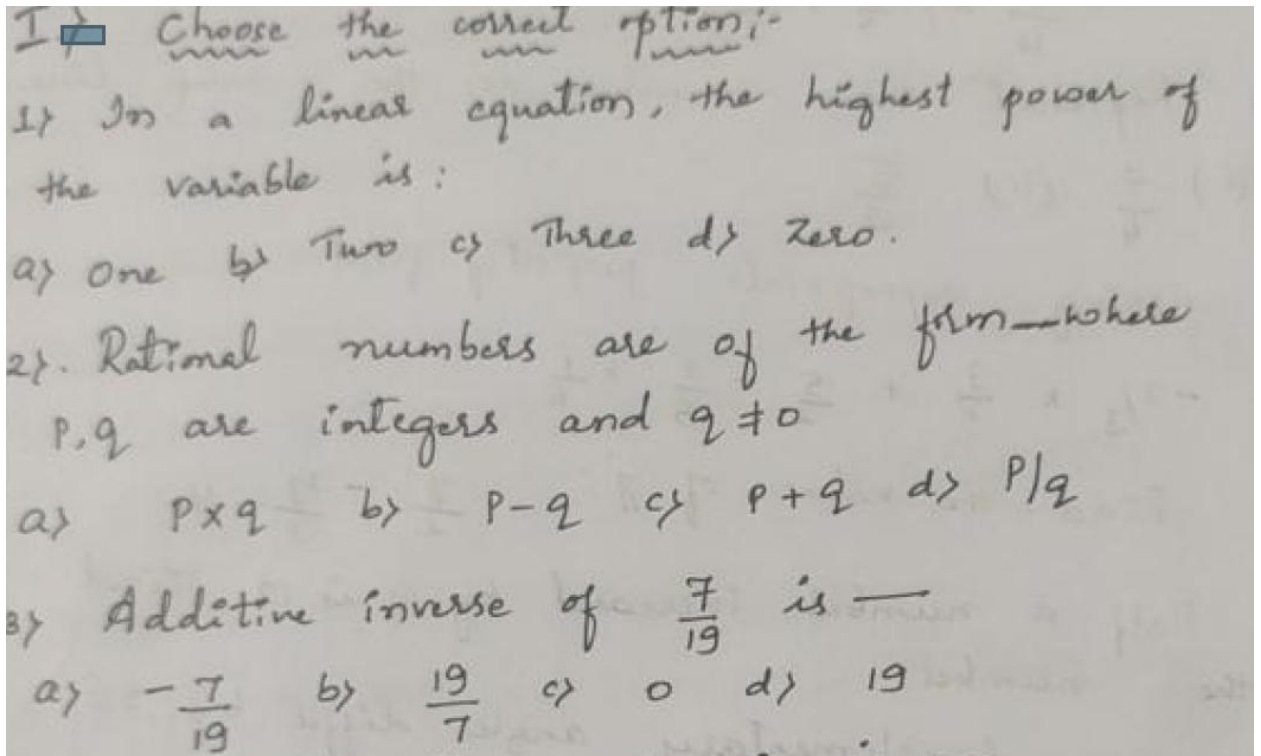 I) Choose the correct option:-
1) In a linear equation, the highest power of
the variable is :
a) One b) Two c) Three d) Zero.
2). Rational numbers are of the form — where
P, q are integers and q ≠ 0
a) P × q b) P - q c) P + q d) P/q
3) Additive inverse of 7/19 is —
a) - 7/19 b) 19/7 c) 0 d) 19